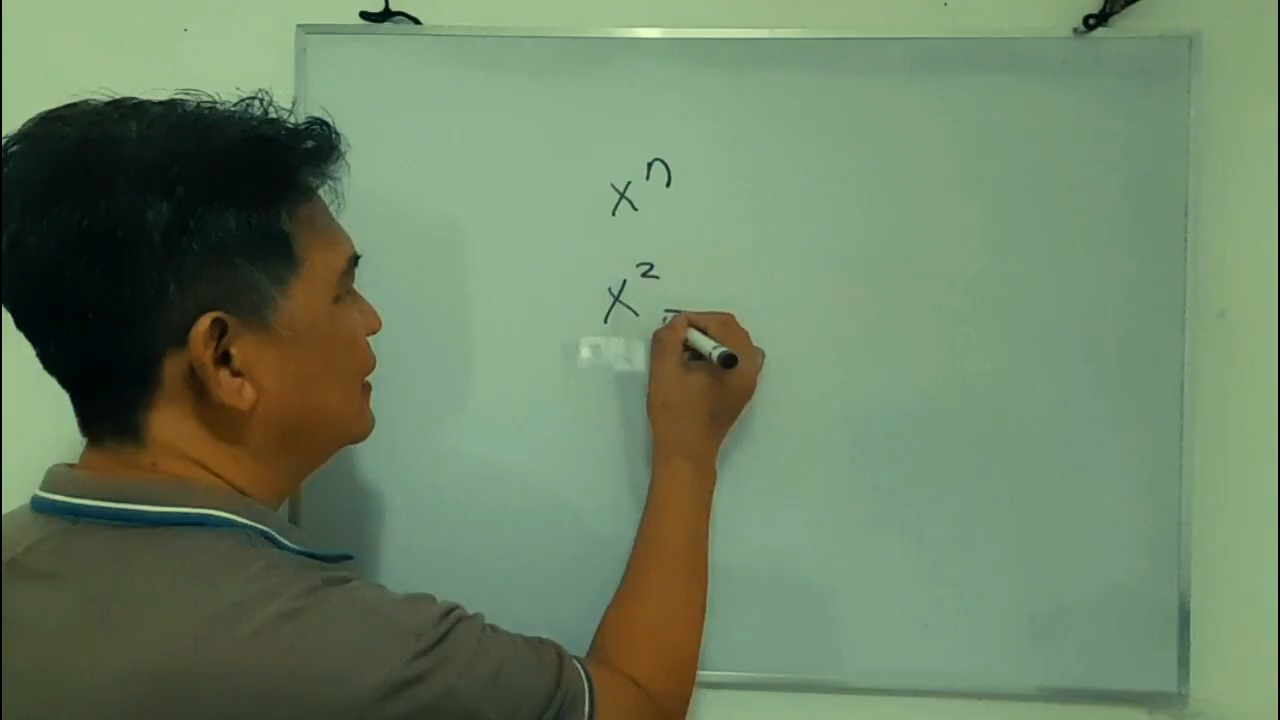 xⁿ
x² =